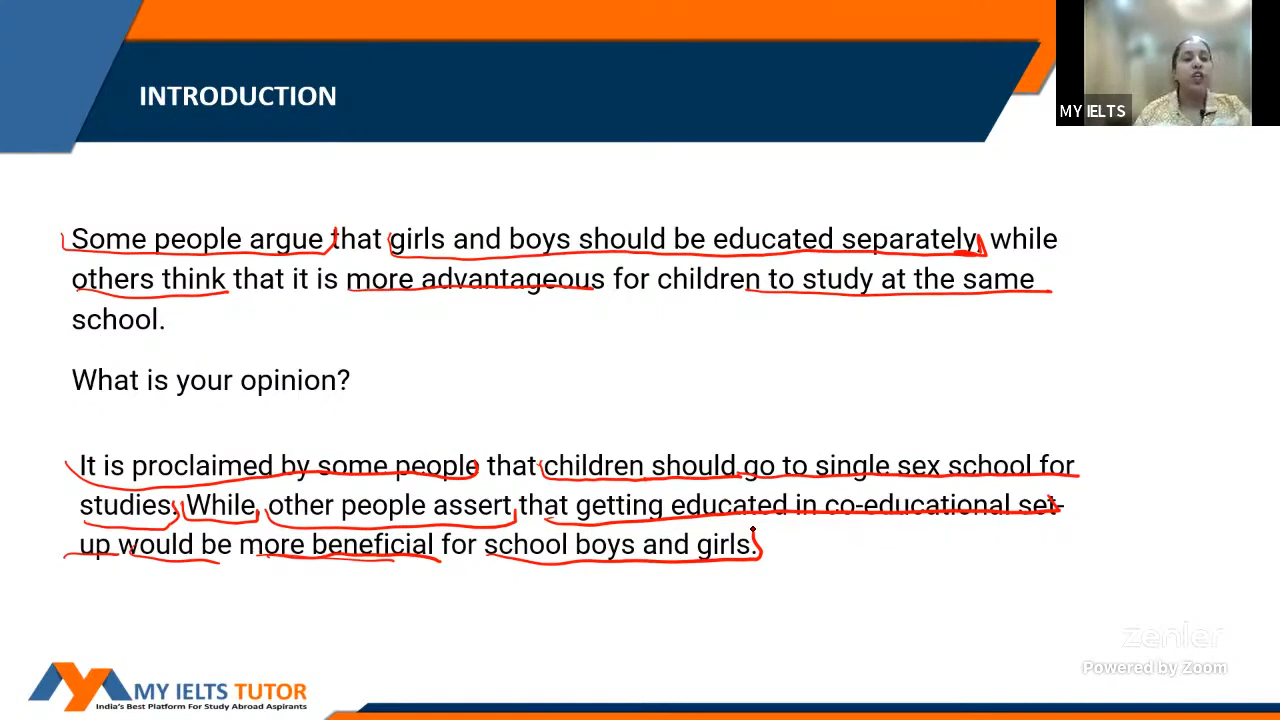 INTRODUCTION
MY IELTS
Some people argue that girls and boys should be educated separately, while
others think that it is more advantageous for children to study at the same
school.
What is your opinion?
It is proclaimed by some people that children should go to single sex school for
studies. While, other people assert that getting educated in co-educational set-
up would be more beneficial for school boys and girls.
zenler
Powered by Zoom
MY IELTS TUTOR
India's Best Platform For Study Abroad Aspirants